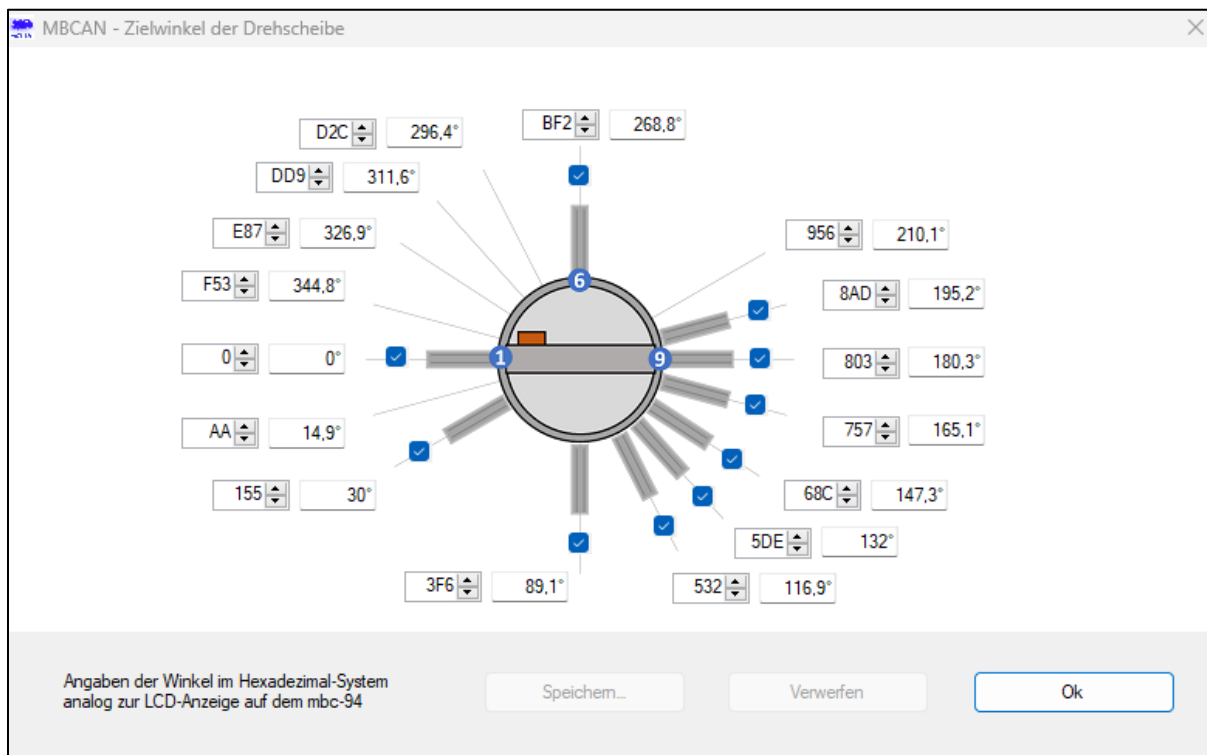 MBCAN - Zielwinkel der Drehscheibe
D2C 296,4°
BF2 268,8°
DD9 311,6°
E87 326,9°
956 210,1°
F53 344,8°
8AD 195,2°
6
0 0°
1
9
803 180,3°
AA 14,9°
757 165,1°
155 30°
68C 147,3°
5DE 132°
3F6 89,1°
532 116,9°
Angaben der Winkel im Hexadezimal-System
analog zur LCD-Anzeige auf dem mbc-94
Speichern...
Verwerfen
Ok